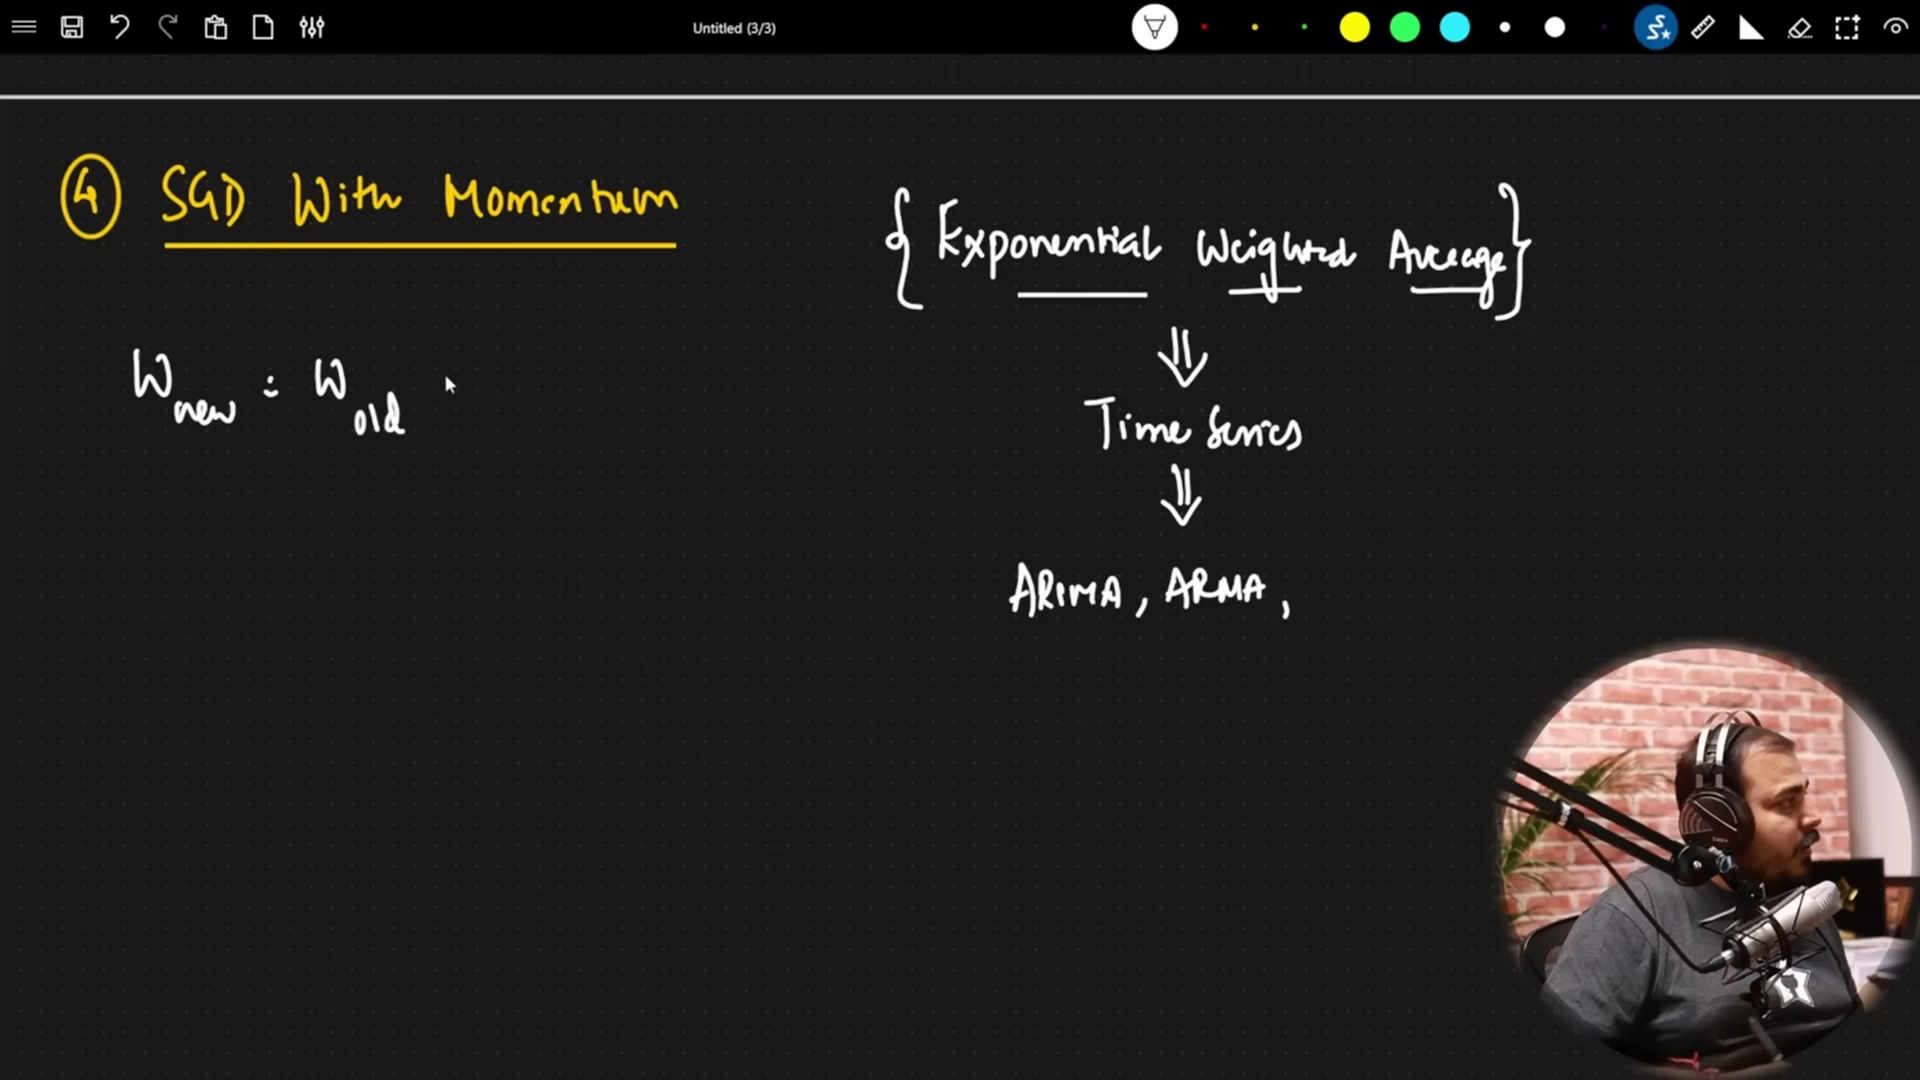 Untitled (3/3)
4 SGD With Momentum
{ Exponential Weighted Average }
W new = W old
⇓
Time Series
⇓
ARIMA, ARMA,